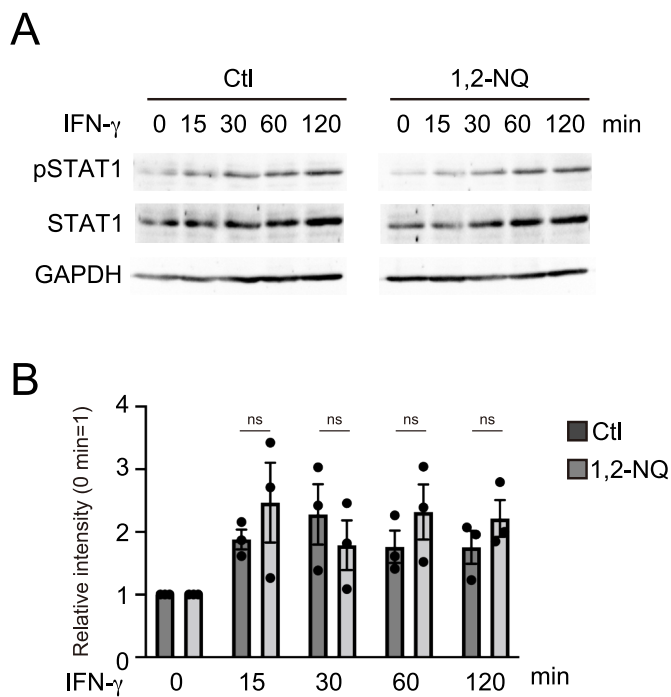 A
Ctl 1,2-NQ
IFN-γ 0 15 30 60 120 0 15 30 60 120 min
pSTAT1
STAT1
GAPDH
B
Relative intensity (0 min=1)
4
3
2
1
0
ns ns ns ns
Ctl
1,2-NQ
IFN-γ 0 15 30 60 120 min